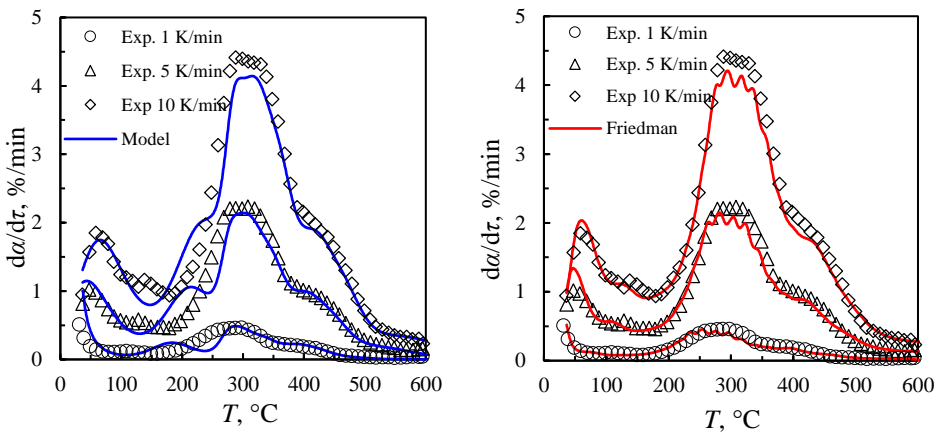 5
4
3
2
1
0
dα/dτ, %/min
Exp. 1 K/min
Exp. 5 K/min
Exp 10 K/min
Model
0 100 200 300 400 500 600
T, °C
5
4
3
2
1
0
dα/dτ, %/min
Exp. 1 K/min
Exp. 5 K/min
Exp 10 K/min
Friedman
0 100 200 300 400 500 600
T, °C